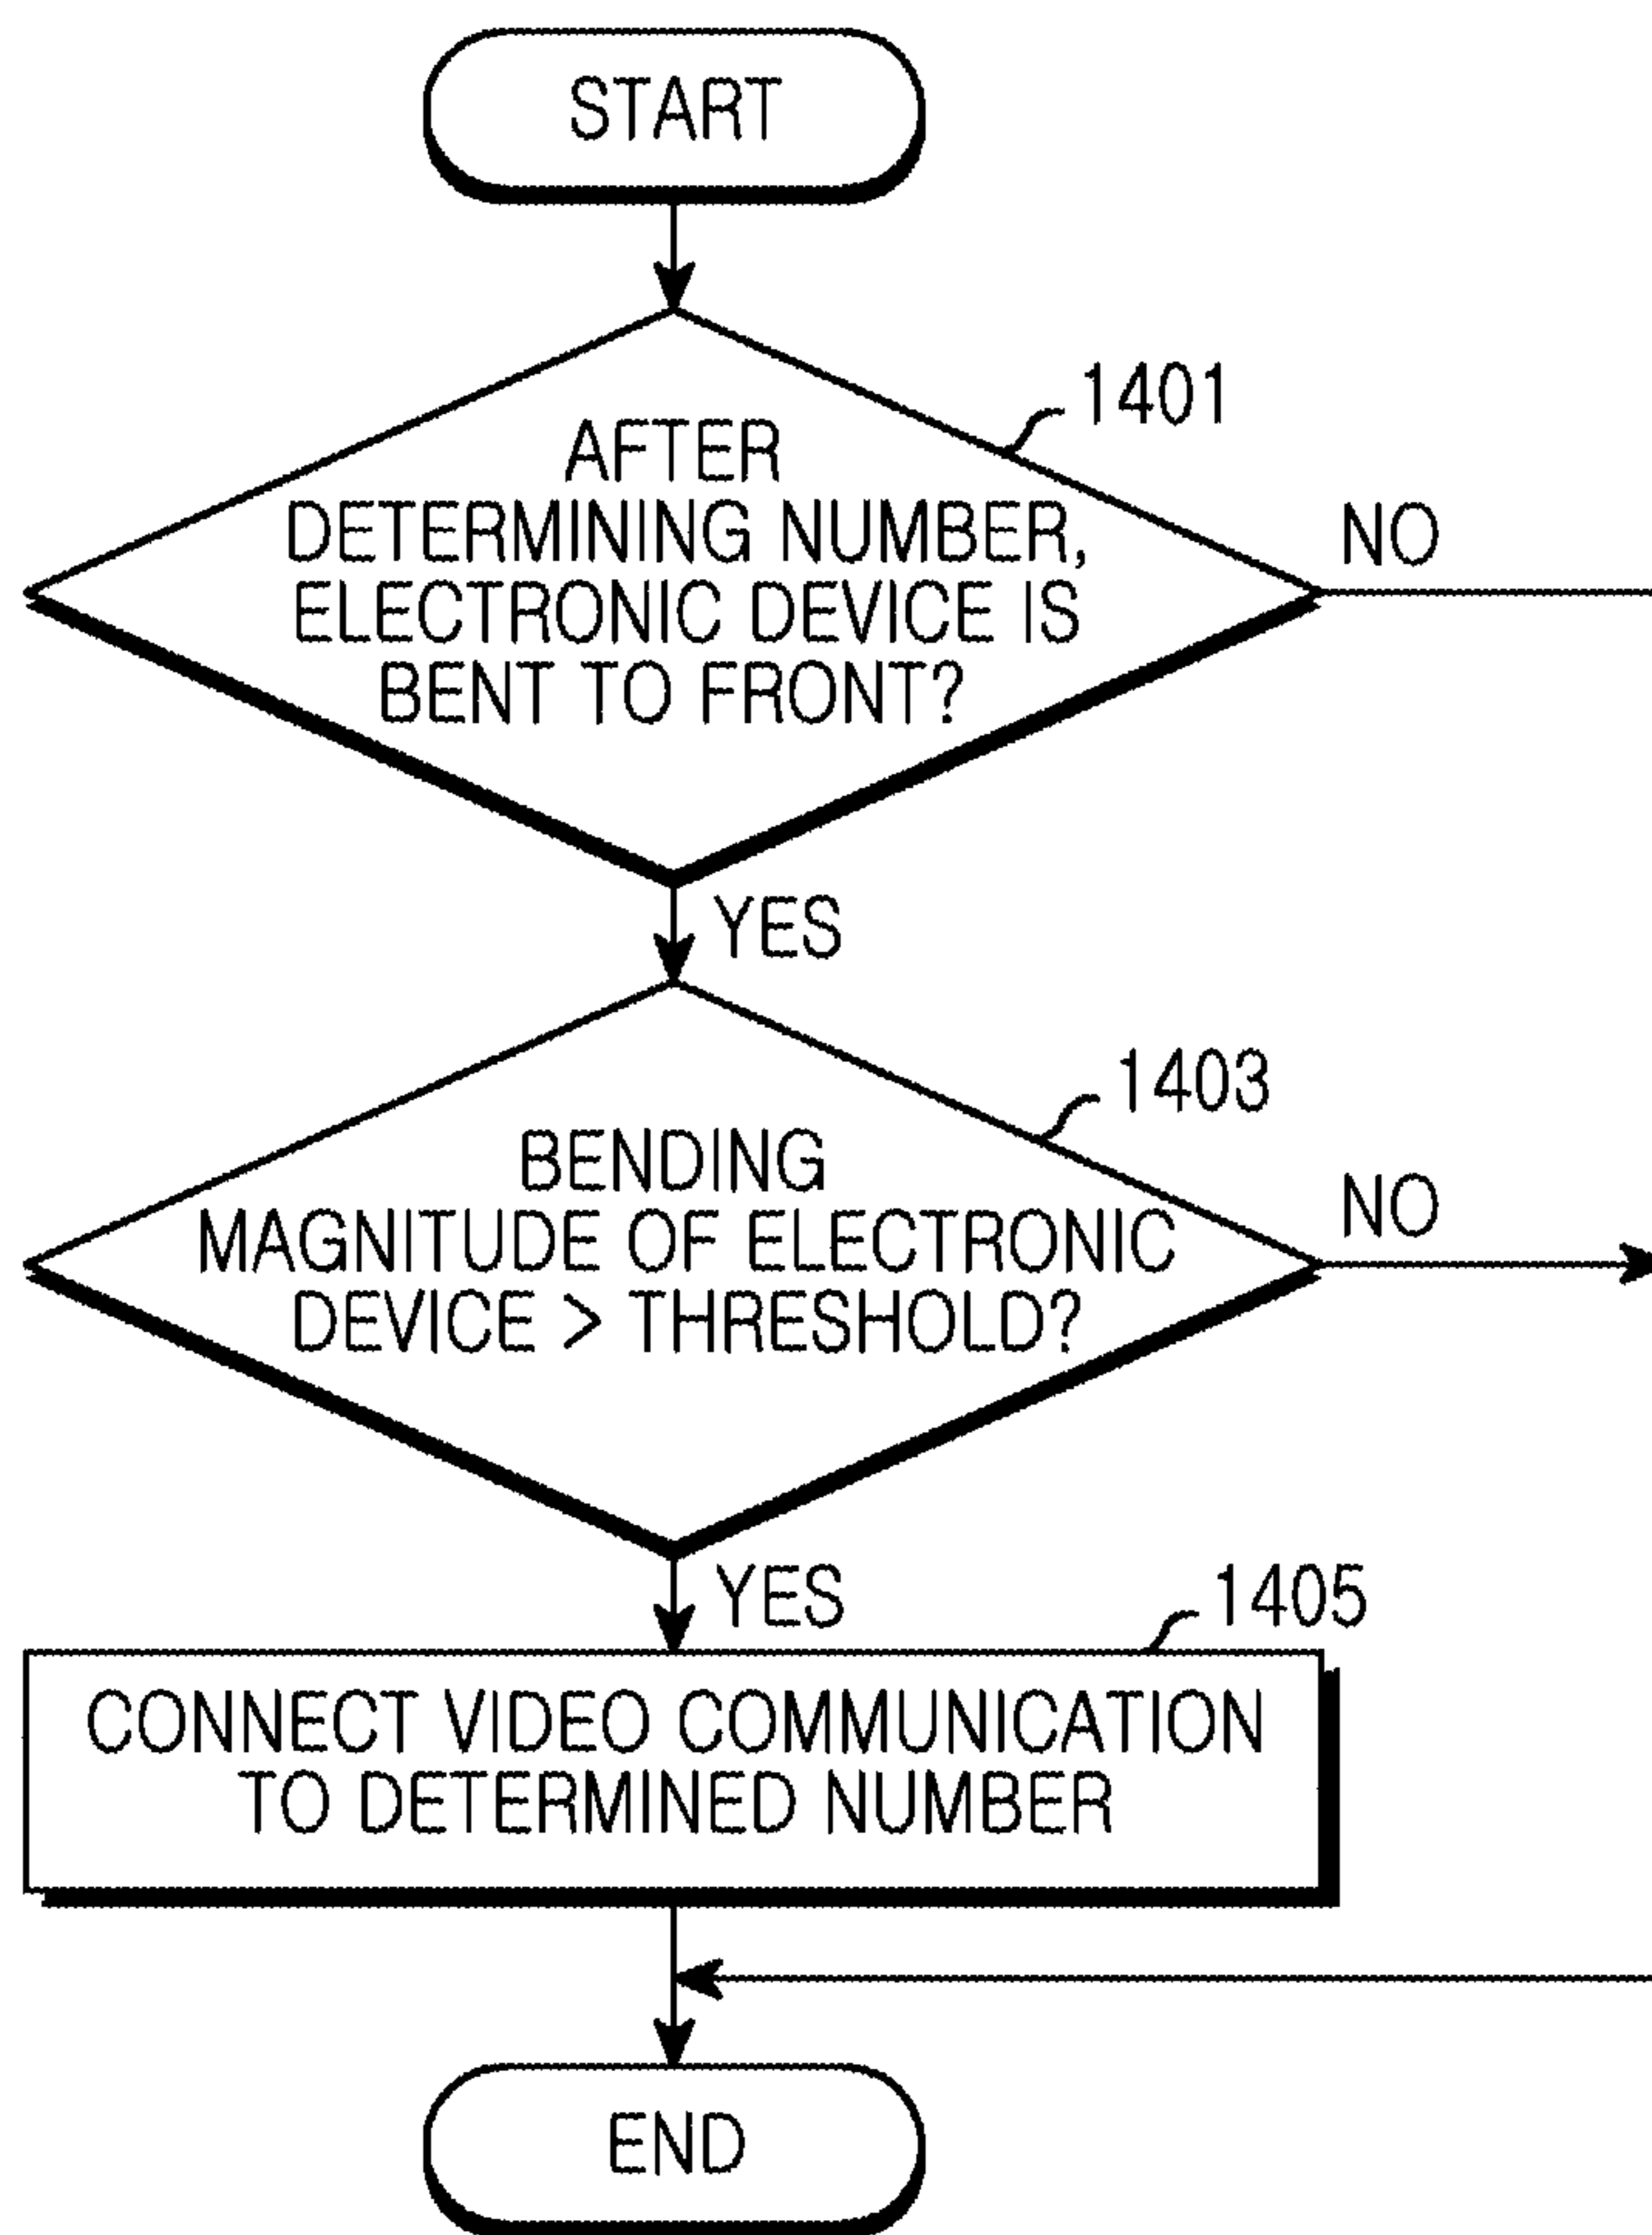 START
1401
AFTER
DETERMINING NUMBER,
ELECTRONIC DEVICE IS
BENT TO FRONT?
NO
YES
1403
BENDING
MAGNITUDE OF ELECTRONIC
DEVICE > THRESHOLD?
NO
YES
1405
CONNECT VIDEO COMMUNICATION
TO DETERMINED NUMBER
END